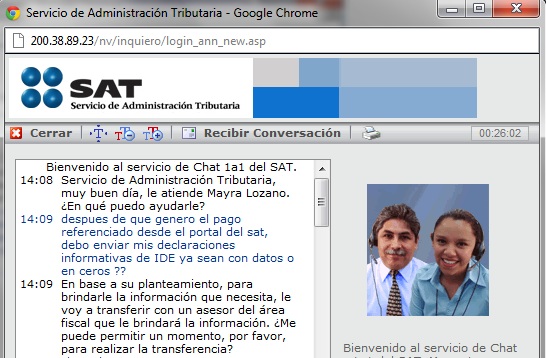 Servicio de Administración Tributaria - Google Chrome
200.38.89.23/nv/inquiero/login_ann_new.asp
SAT
Servicio de Administración Tributaria
Cerrar T T T Recibir Conversación 00:26:02
Bienvenido al servicio de Chat 1a1 del SAT.
14:08 Servicio de Administración Tributaria,
muy buen día, le atiende Mayra Lozano.
¿En qué puedo ayudarle?
14:09 despues de que genero el pago
referenciado desde el portal del sat,
debo enviar mis declaraciones
informativas de IDE ya sean con datos o
en ceros ??
14:09 En base a su planteamiento, para
brindarle la información que necesita, le
voy a transferir con un asesor del área
fiscal que le brindará la información. ¿Me
puede permitir un momento, por favor,
para realizar la transferencia?
Bienvenido al servicio de Chat